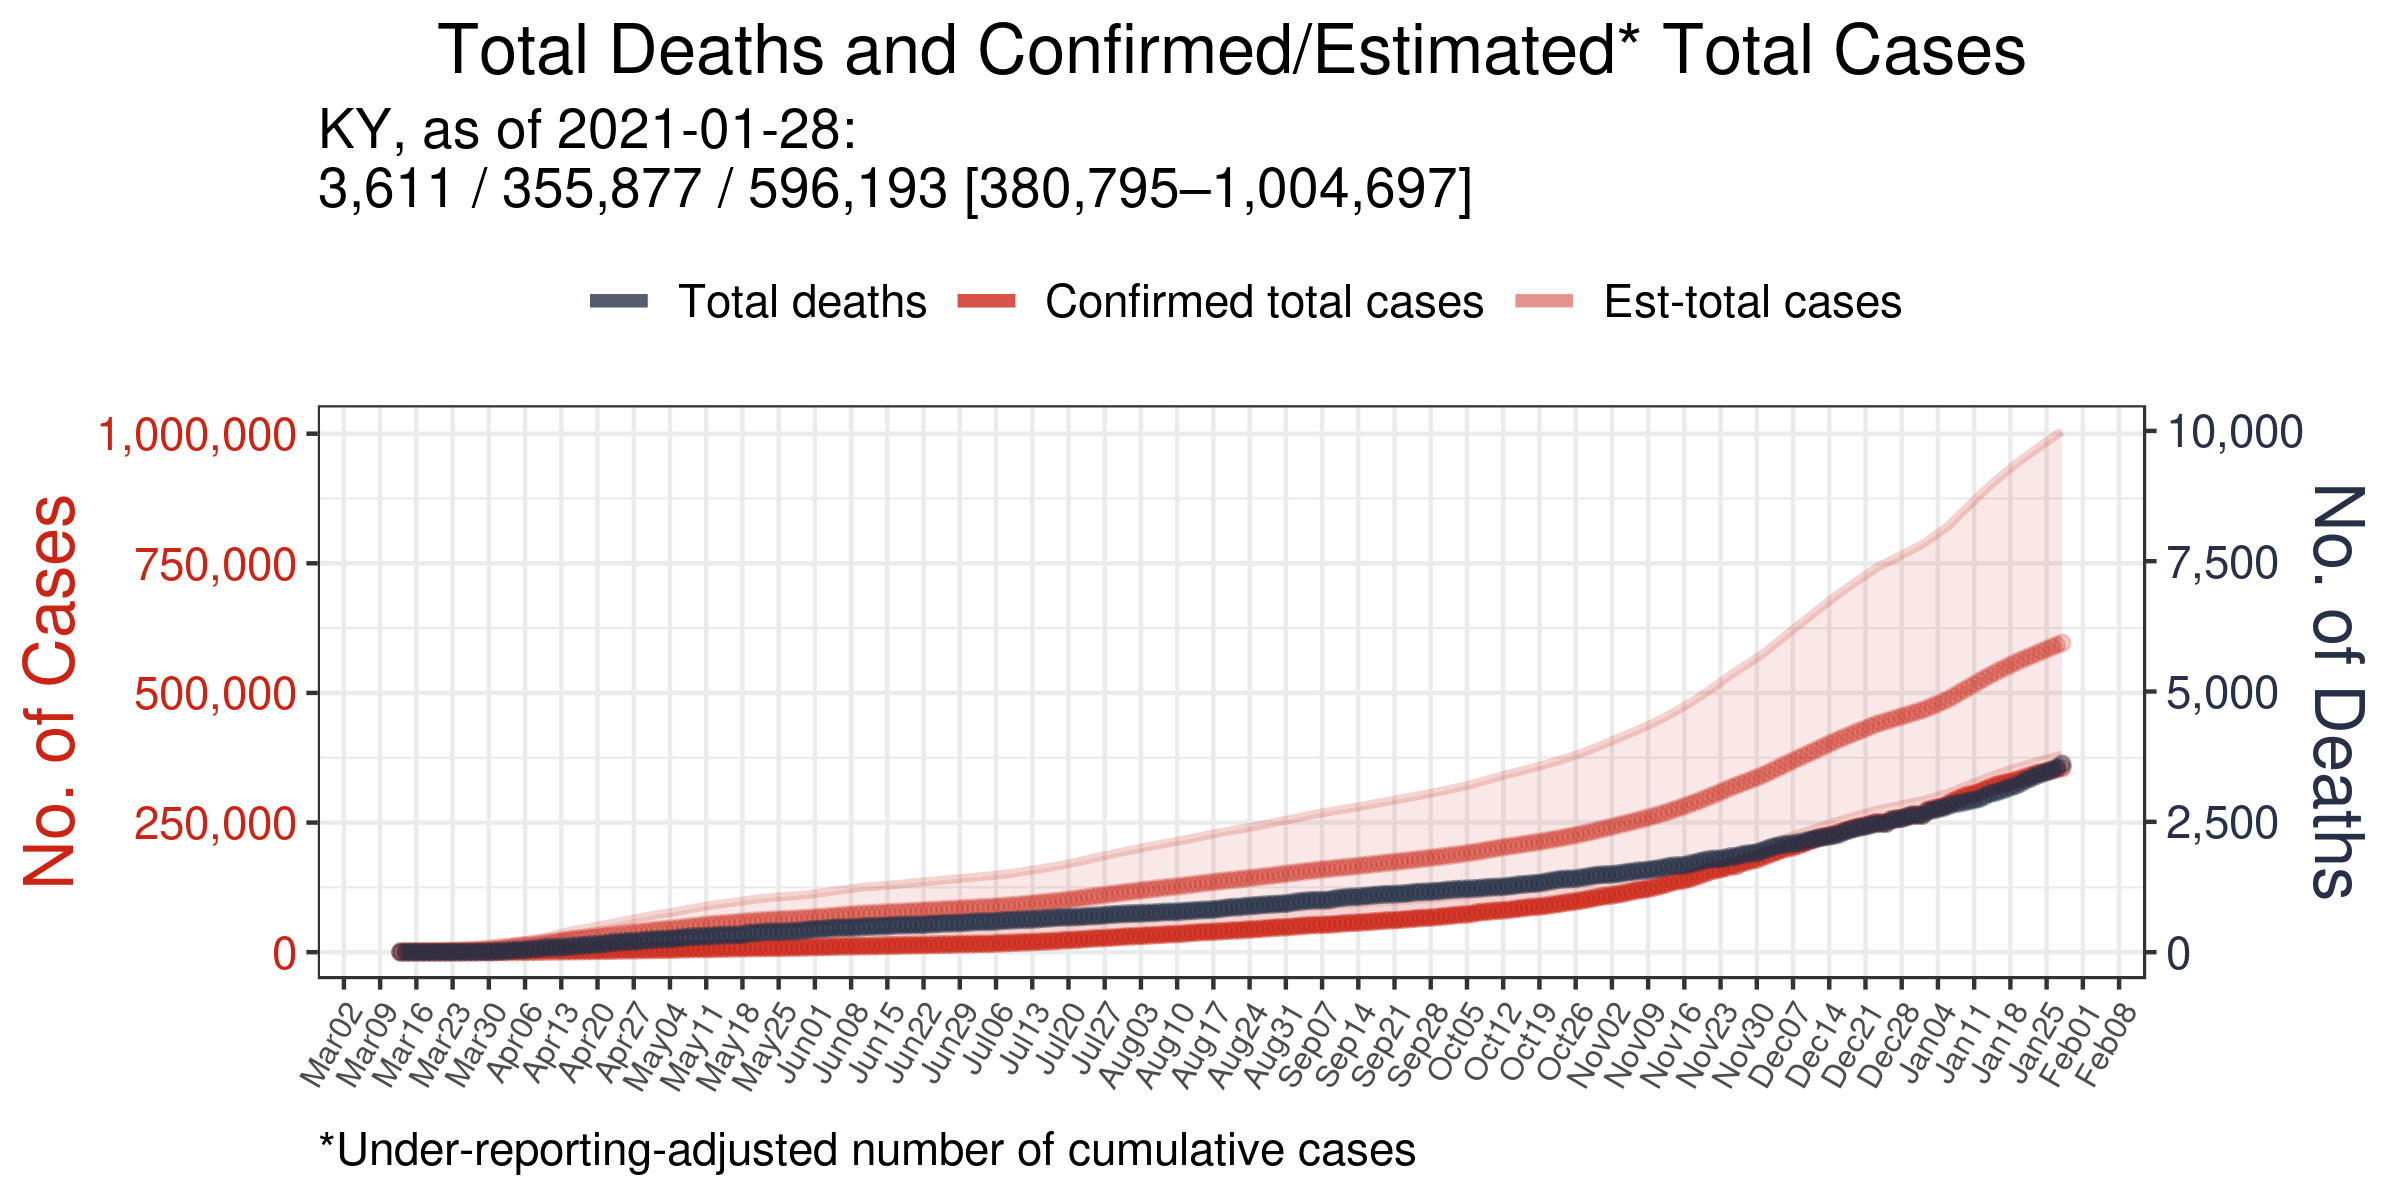 Total Deaths and Confirmed/Estimated* Total Cases
KY, as of 2021-01-28:
3,611 / 355,877 / 596,193 [380,795–1,004,697]
Total deaths
Confirmed total cases
Est-total cases
No. of Cases
1,000,000
750,000
500,000
250,000
0
10,000
7,500
5,000
2,500
0
No. of Deaths
Mar02
Mar09
Mar16
Mar23
Mar30
Apr06
Apr13
Apr20
Apr27
May04
May11
May18
May25
Jun01
Jun08
Jun15
Jun22
Jun29
Jul06
Jul13
Jul20
Jul27
Aug03
Aug10
Aug17
Aug24
Aug31
Sep07
Sep14
Sep21
Sep28
Oct05
Oct12
Oct19
Oct26
Nov02
Nov09
Nov16
Nov23
Nov30
Dec07
Dec14
Dec21
Dec28
Jan04
Jan11
Jan18
Jan25
Feb01
Feb08
*Under-reporting-adjusted number of cumulative cases